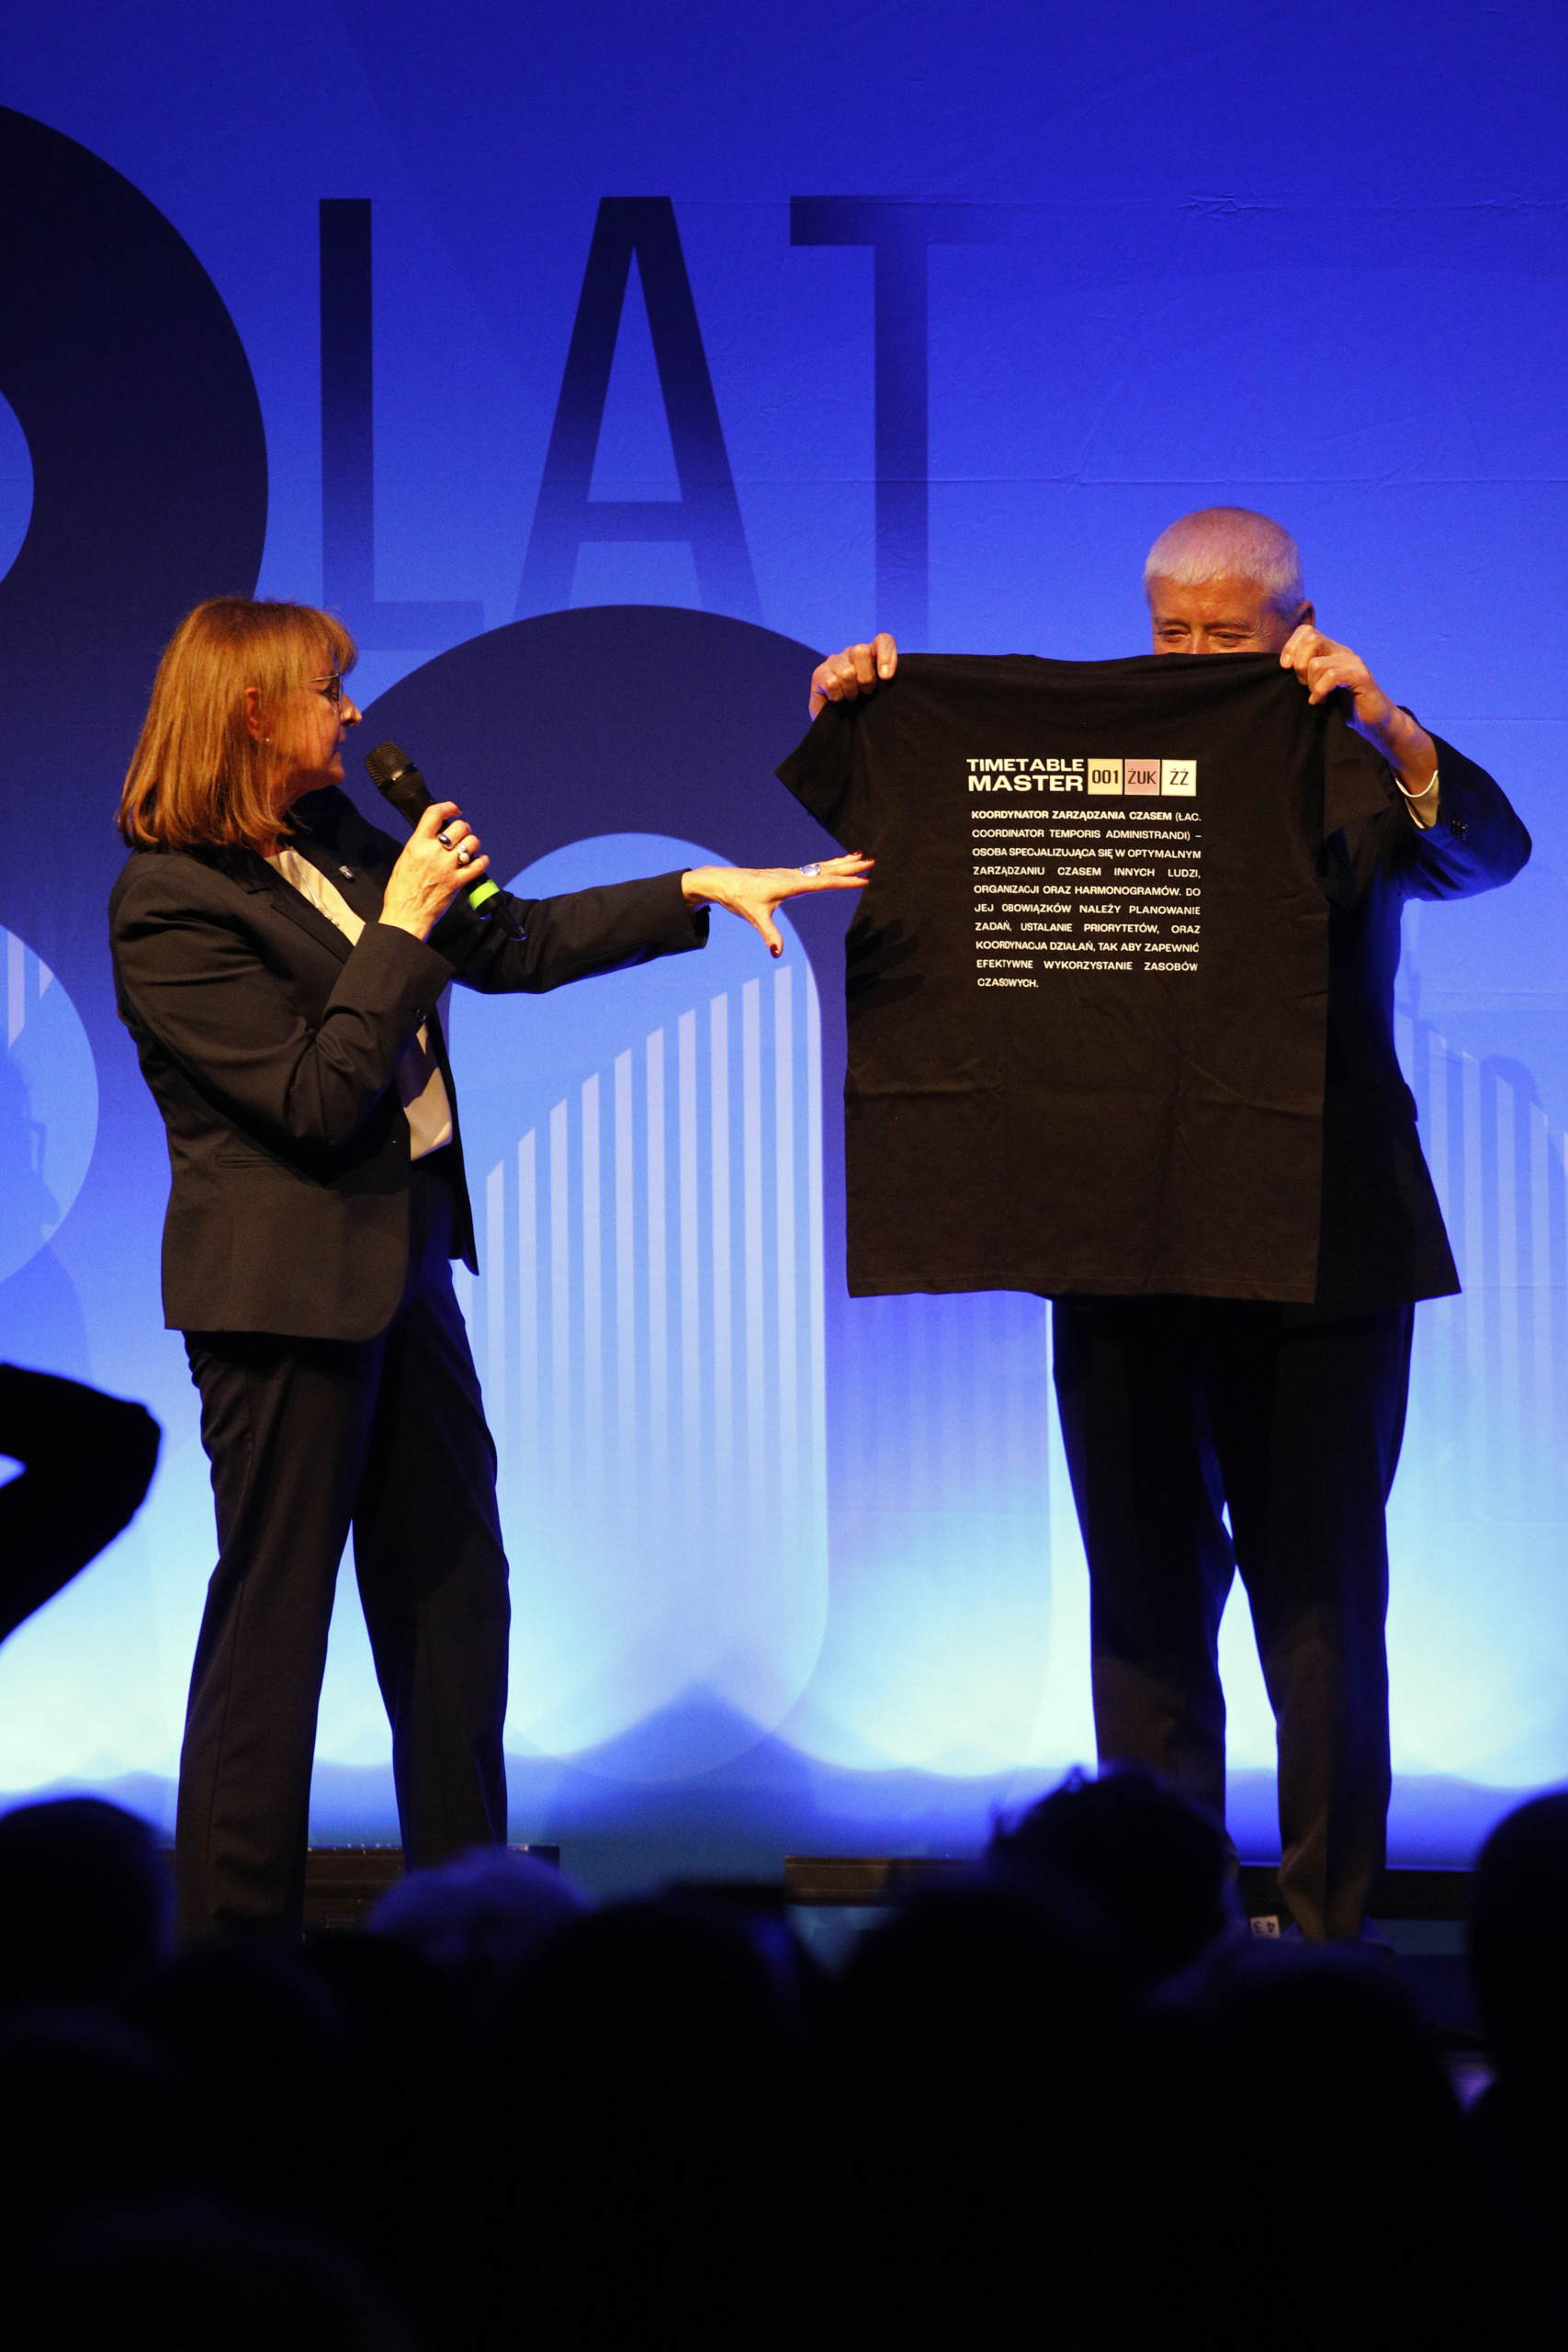 LAT
TIMETABLE
MASTER 001 ŻUK ŻŻ
KOORDYNATOR ZARZĄDZANIA CZASEM (ŁAC.
COORDINATOR TEMPORIS ADMINISTRANDI) –
OSOBA SPECJALIZUJĄCA SIĘ W OPTYMALNYM
ZARZĄDZANIU CZASEM INNYCH LUDZI,
ORGANIZACJI ORAZ HARMONOGRAMÓW. DO
JEJ OBOWIĄZKÓW NALEŻY PLANOWANIE
ZADAŃ, USTALANIE PRIORYTETÓW, ORAZ
KOORDYNACJA DZIAŁAŃ, TAK ABY ZAPEWNIĆ
EFEKTYWNE WYKORZYSTANIE ZASOBÓW
CZASOWYCH.